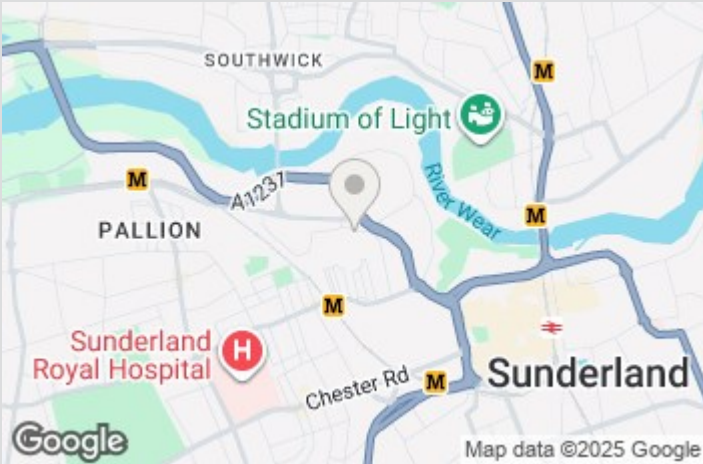 SOUTHWICK
M
Stadium of Light
M
A1231
River Wear
M
PALLION
M
Sunderland
Royal Hospital
H
Chester Rd
M
Sunderland
Google
Map data ©2025 Google